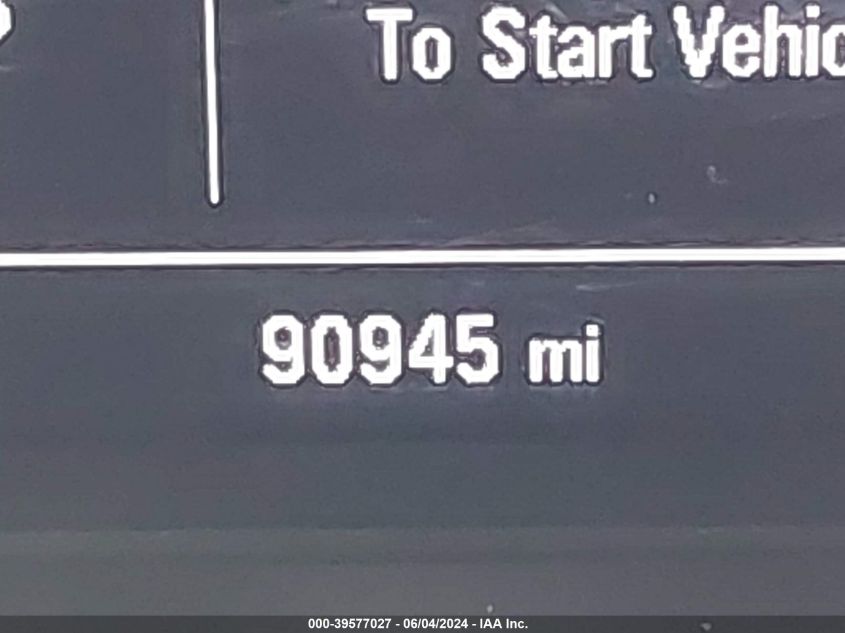 To Start Vehic
90945 mi
000-39577027 - 06/04/2024 - IAA Inc.